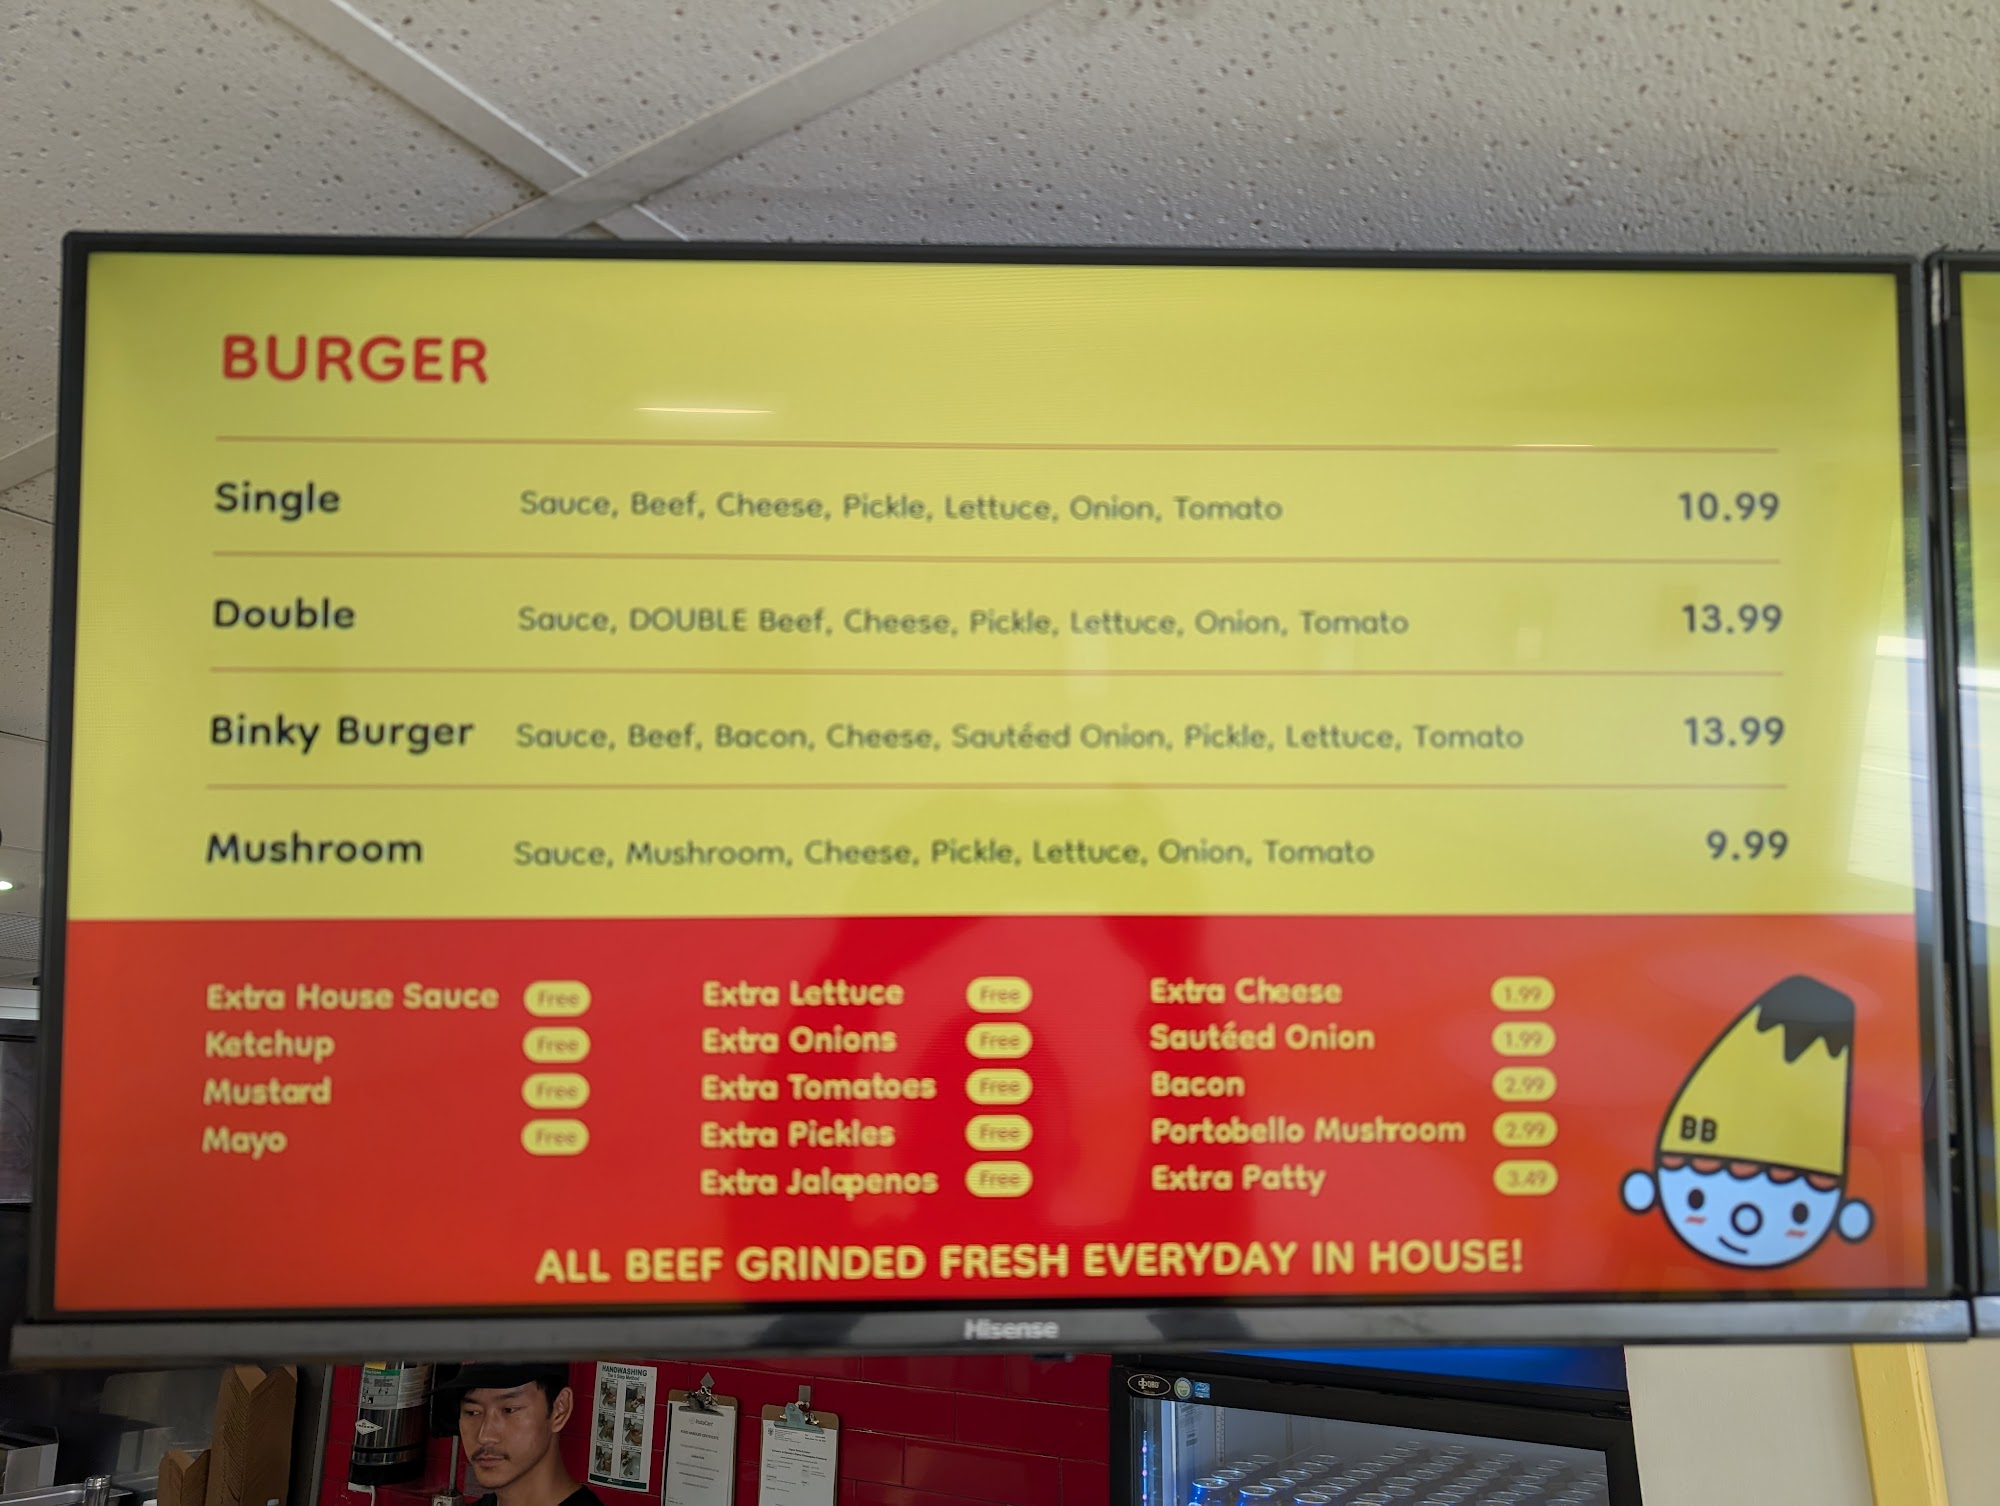 BURGER
Single Sauce, Beef, Cheese, Pickle, Lettuce, Onion, Tomato 10.99
Double Sauce, DOUBLE Beef, Cheese, Pickle, Lettuce, Onion, Tomato 13.99
Binky Burger Sauce, Beef, Bacon, Cheese, Sautéed Onion, Pickle, Lettuce, Tomato 13.99
Mushroom Sauce, Mushroom, Cheese, Pickle, Lettuce, Onion, Tomato 9.99
Extra House Sauce Free
Ketchup Free
Mustard Free
Mayo Free
Extra Lettuce Free
Extra Onions Free
Extra Tomatoes Free
Extra Pickles Free
Extra Jalapenos Free
Extra Cheese 1.99
Sautéed Onion 1.99
Bacon 2.99
Portobello Mushroom 2.99
Extra Patty 3.49
BB
ALL BEEF GRINDED FRESH EVERYDAY IN HOUSE!
Hisense
HANDWASHING